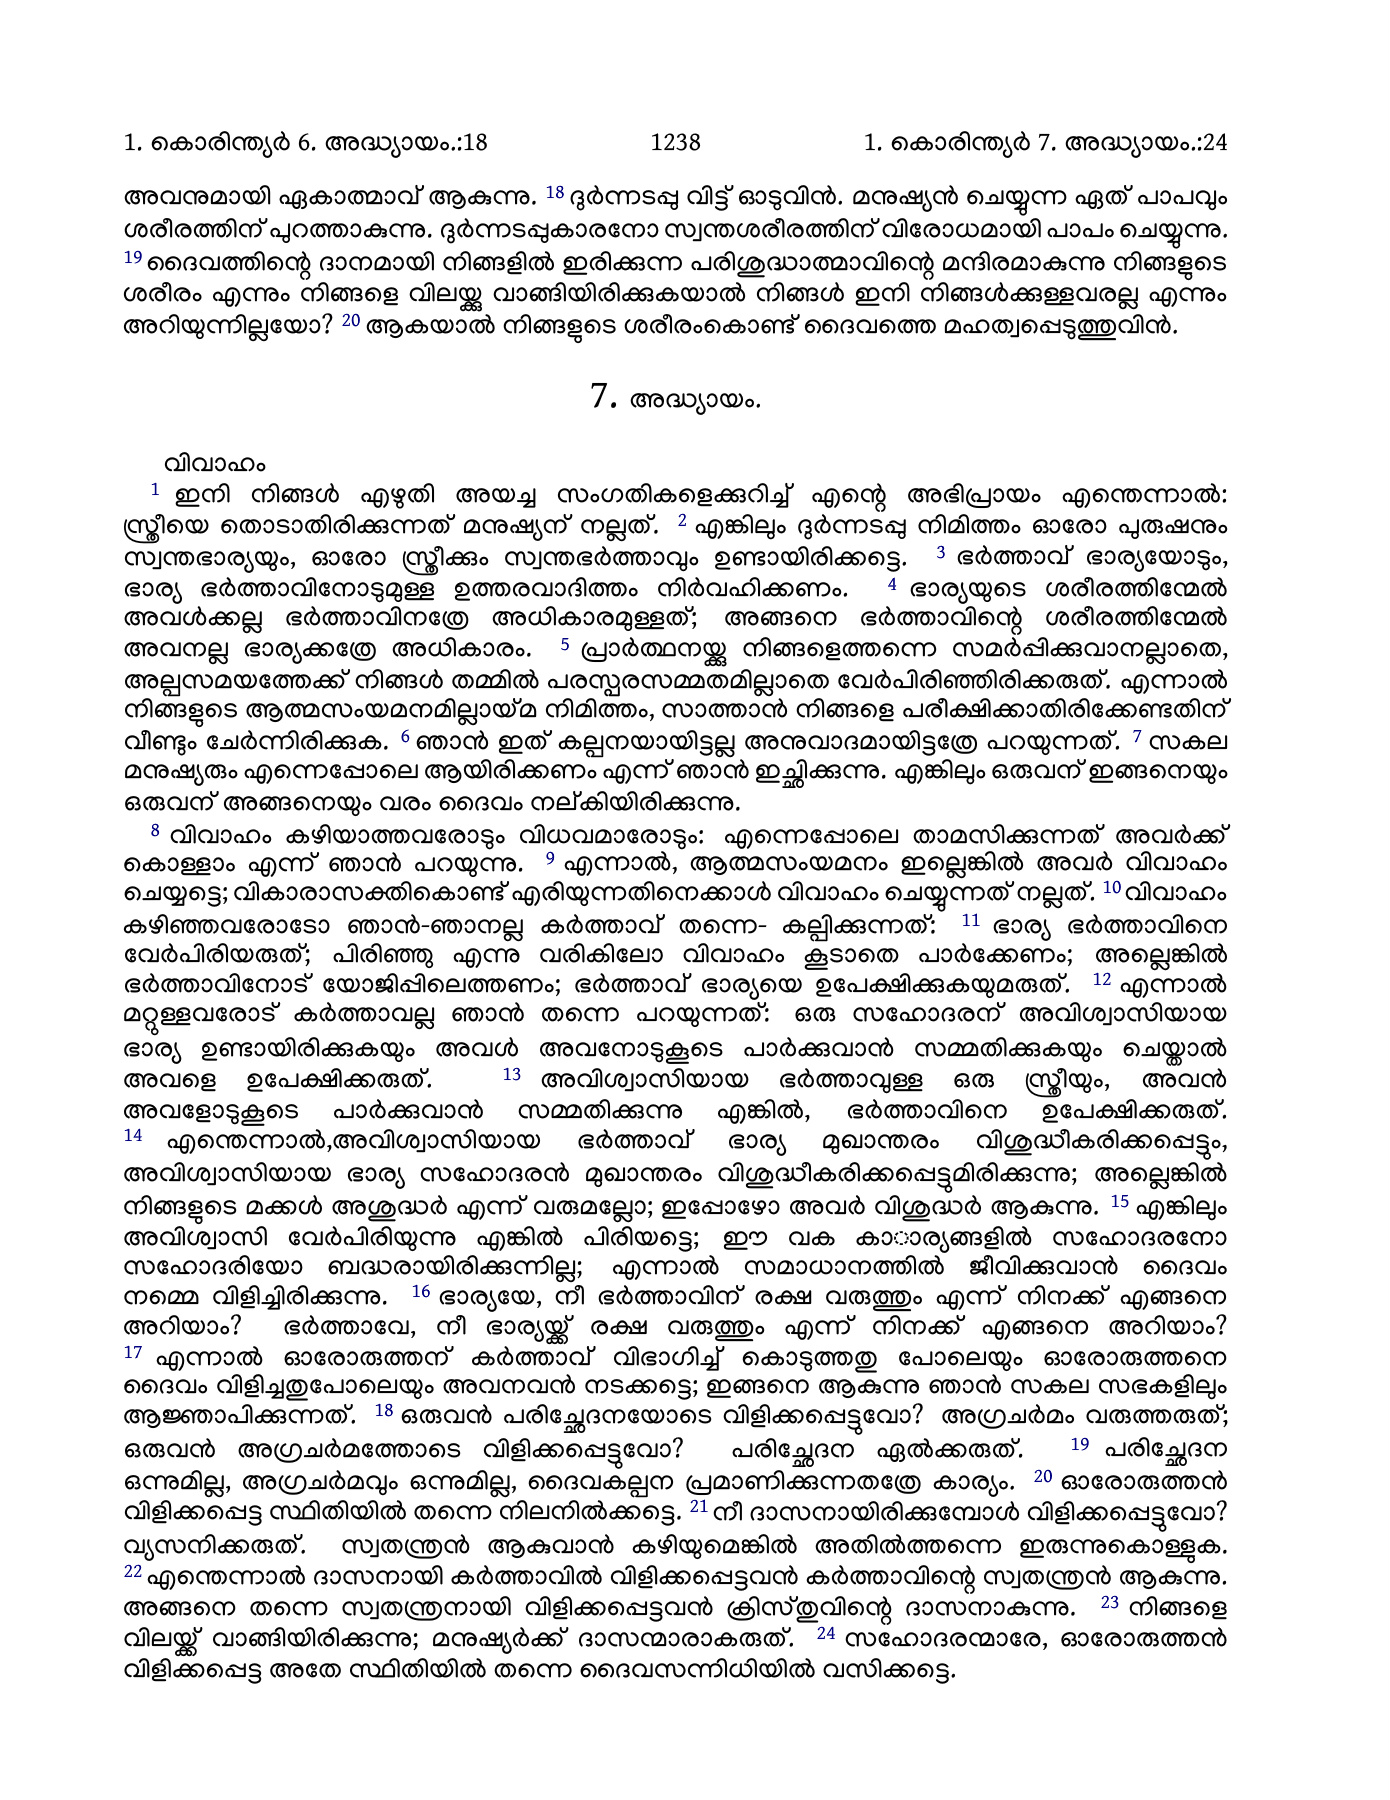 1. കൊരിന്ത്യർ 6. അദ്ധ്യായം.:18 1238 1. കൊരിന്ത്യർ 7. അദ്ധ്യായം.:24
അവനുമായി ഏകാത്മാവ് ആകുന്നു. 18 ദുർന്നടപ്പു വിട്ട് ഓടുവിൻ. മനുഷ്യൻ ചെയ്യുന്ന ഏത് പാപവും
ശരീരത്തിന് പുറത്താകുന്നു. ദുർന്നടപ്പുകാരനോ സ്വന്തശരീരത്തിന് വിരോധമായി പാപം ചെയ്യുന്നു.
19 ദൈവത്തിന്റെ ദാനമായി നിങ്ങളിൽ ഇരിക്കുന്ന പരിശുദ്ധാത്മാവിന്റെ മന്ദിരമാകുന്നു നിങ്ങളുടെ
ശരീരം എന്നും നിങ്ങളെ വിലയ്ക്കു വാങ്ങിയിരിക്കുകയാൽ നിങ്ങൾ ഇനി നിങ്ങൾക്കുള്ളവരല്ല എന്നും
അറിയുന്നില്ലയോ? 20 ആകയാൽ നിങ്ങളുടെ ശരീരംകൊണ്ട് ദൈവത്തെ മഹത്വപ്പെടുത്തുവിൻ.
7. അദ്ധ്യായം.
വിവാഹം
1 ഇനി നിങ്ങൾ എഴുതി അയച്ച സംഗതികളെക്കുറിച്ച് എന്റെ അഭിപ്രായം എന്തെന്നാൽ:
സ്ത്രീയെ തൊടാതിരിക്കുന്നത് മനുഷ്യന് നല്ലത്. 2 എങ്കിലും ദുർന്നടപ്പു നിമിത്തം ഓരോ പുരുഷനും
സ്വന്തഭാര്യയും, ഓരോ സ്ത്രീക്കും സ്വന്തഭർത്താവും ഉണ്ടായിരിക്കട്ടെ. 3 ഭർത്താവ് ഭാര്യയോടും,
ഭാര്യ ഭർത്താവിനോടുമുള്ള ഉത്തരവാദിത്തം നിർവഹിക്കണം. 4 ഭാര്യയുടെ ശരീരത്തിന്മേൽ
അവൾക്കല്ല ഭർത്താവിനത്രേ അധികാരമുള്ളത്; അങ്ങനെ ഭർത്താവിന്റെ ശരീരത്തിന്മേൽ
അവനല്ല ഭാര്യക്കത്രേ അധികാരം. 5 പ്രാർത്ഥനയ്ക്കു നിങ്ങളെത്തന്നെ സമർപ്പിക്കുവാനല്ലാതെ,
അല്പസമയത്തേക്ക് നിങ്ങൾ തമ്മിൽ പരസ്പരസമ്മതമില്ലാതെ വേർപിരിഞ്ഞിരിക്കരുത്. എന്നാൽ
നിങ്ങളുടെ ആത്മസംയമനമില്ലായ്മ നിമിത്തം, സാത്താൻ നിങ്ങളെ പരീക്ഷിക്കാതിരിക്കേണ്ടതിന്
വീണ്ടും ചേർന്നിരിക്കുക. 6 ഞാൻ ഇത് കല്പനയായിട്ടല്ല അനുവാദമായിട്ടത്രേ പറയുന്നത്. 7 സകല
മനുഷ്യരും എന്നെപ്പോലെ ആയിരിക്കണം എന്ന് ഞാൻ ഇച്ഛിക്കുന്നു. എങ്കിലും ഒരുവന് ഇങ്ങനെയും
ഒരുവന് അങ്ങനെയും വരം ദൈവം നല്കിയിരിക്കുന്നു.
8 വിവാഹം കഴിയാത്തവരോടും വിധവമാരോടും: എന്നെപ്പോലെ താമസിക്കുന്നത് അവർക്ക്
കൊള്ളാം എന്ന് ഞാൻ പറയുന്നു. 9 എന്നാൽ, ആത്മസംയമനം ഇല്ലെങ്കിൽ അവർ വിവാഹം
ചെയ്യട്ടെ; വികാരാസക്തികൊണ്ട് എരിയുന്നതിനെക്കാൾ വിവാഹം ചെയ്യുന്നത് നല്ലത്. 10 വിവാഹം
കഴിഞ്ഞവരോടോ ഞാൻ-ഞാനല്ല കർത്താവ് തന്നെ- കല്പിക്കുന്നത്: 11 ഭാര്യ ഭർത്താവിനെ
വേർപിരിയരുത്; പിരിഞ്ഞു എന്നു വരികിലോ വിവാഹം കൂടാതെ പാർക്കേണം; അല്ലെങ്കിൽ
ഭർത്താവിനോട് യോജിപ്പിലെത്തണം; ഭർത്താവ് ഭാര്യയെ ഉപേക്ഷിക്കുകയുമരുത്. 12 എന്നാൽ
മറ്റുള്ളവരോട് കർത്താവല്ല ഞാൻ തന്നെ പറയുന്നത്: ഒരു സഹോദരന് അവിശ്വാസിയായ
ഭാര്യ ഉണ്ടായിരിക്കുകയും അവൾ അവനോടുകൂടെ പാർക്കുവാൻ സമ്മതിക്കുകയും ചെയ്താൽ
അവളെ ഉപേക്ഷിക്കരുത്. 13 അവിശ്വാസിയായ ഭർത്താവുള്ള ഒരു സ്ത്രീയും, അവൻ
അവളോടുകൂടെ പാർക്കുവാൻ സമ്മതിക്കുന്നു എങ്കിൽ, ഭർത്താവിനെ ഉപേക്ഷിക്കരുത്.
14 എന്തെന്നാൽ,അവിശ്വാസിയായ ഭർത്താവ് ഭാര്യ മുഖാന്തരം വിശുദ്ധീകരിക്കപ്പെട്ടും,
അവിശ്വാസിയായ ഭാര്യ സഹോദരൻ മുഖാന്തരം വിശുദ്ധീകരിക്കപ്പെട്ടുമിരിക്കുന്നു; അല്ലെങ്കിൽ
നിങ്ങളുടെ മക്കൾ അശുദ്ധർ എന്ന് വരുമല്ലോ; ഇപ്പോഴോ അവർ വിശുദ്ധർ ആകുന്നു. 15 എങ്കിലും
അവിശ്വാസി വേർപിരിയുന്നു എങ്കിൽ പിരിയട്ടെ; ഈ വക കാാര്യങ്ങളിൽ സഹോദരനോ
സഹോദരിയോ ബദ്ധരായിരിക്കുന്നില്ല; എന്നാൽ സമാധാനത്തിൽ ജീവിക്കുവാൻ ദൈവം
നമ്മെ വിളിച്ചിരിക്കുന്നു. 16 ഭാര്യയേ, നീ ഭർത്താവിന് രക്ഷ വരുത്തും എന്ന് നിനക്ക് എങ്ങനെ
അറിയാം? ഭർത്താവേ, നീ ഭാര്യയ്ക്ക് രക്ഷ വരുത്തും എന്ന് നിനക്ക് എങ്ങനെ അറിയാം?
17 എന്നാൽ ഓരോരുത്തന് കർത്താവ് വിഭാഗിച്ച് കൊടുത്തതു പോലെയും ഓരോരുത്തനെ
ദൈവം വിളിച്ചതുപോലെയും അവനവൻ നടക്കട്ടെ; ഇങ്ങനെ ആകുന്നു ഞാൻ സകല സഭകളിലും
ആജ്ഞാപിക്കുന്നത്. 18 ഒരുവൻ പരിച്ഛേദനയോടെ വിളിക്കപ്പെട്ടുവോ? അഗ്രചർമം വരുത്തരുത്;
ഒരുവൻ അഗ്രചർമത്തോടെ വിളിക്കപ്പെട്ടുവോ? പരിച്ഛേദന ഏൽക്കരുത്. 19 പരിച്ഛേദന
ഒന്നുമില്ല, അഗ്രചർമവും ഒന്നുമില്ല, ദൈവകല്പന പ്രമാണിക്കുന്നതത്രേ കാര്യം. 20 ഓരോരുത്തൻ
വിളിക്കപ്പെട്ട സ്ഥിതിയിൽ തന്നെ നിലനിൽക്കട്ടെ. 21 നീ ദാസനായിരിക്കുമ്പോൾ വിളിക്കപ്പെട്ടുവോ?
വ്യസനിക്കരുത്. സ്വതന്ത്രൻ ആകുവാൻ കഴിയുമെങ്കിൽ അതിൽത്തന്നെ ഇരുന്നുകൊള്ളുക.
22 എന്തെന്നാൽ ദാസനായി കർത്താവിൽ വിളിക്കപ്പെട്ടവൻ കർത്താവിന്റെ സ്വതന്ത്രൻ ആകുന്നു.
അങ്ങനെ തന്നെ സ്വതന്ത്രനായി വിളിക്കപ്പെട്ടവൻ ക്രിസ്തുവിന്റെ ദാസനാകുന്നു. 23 നിങ്ങളെ
വിലയ്ക്ക് വാങ്ങിയിരിക്കുന്നു; മനുഷ്യർക്ക് ദാസന്മാരാകരുത്. 24 സഹോദരന്മാരേ, ഓരോരുത്തൻ
വിളിക്കപ്പെട്ട അതേ സ്ഥിതിയിൽ തന്നെ ദൈവസന്നിധിയിൽ വസിക്കട്ടെ.